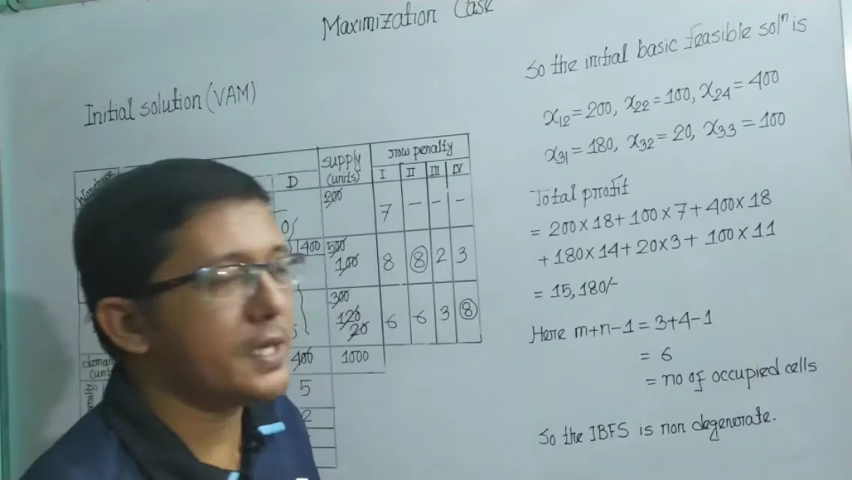 Maximization Case
Initial solution (VAM)
D
supply (units)
row penalty
I II III IV
200
7 – – –
400
500
100
8 8 2 3
300
120
20
6 6 3 8
400
1000
5
2
So the initial basic feasible solⁿ is
x₁₂ = 200, x₂₂ = 100, x₂₄ = 400
x₃₁ = 180, x₃₂ = 20, x₃₃ = 100
Total profit
= 200×18 + 100×7 + 400×18
+ 180×14 + 20×3 + 100×11
= 15,180/-
Here m+n-1 = 3+4-1
= 6
= no of occupied cells
So the IBFS is non degenerate.